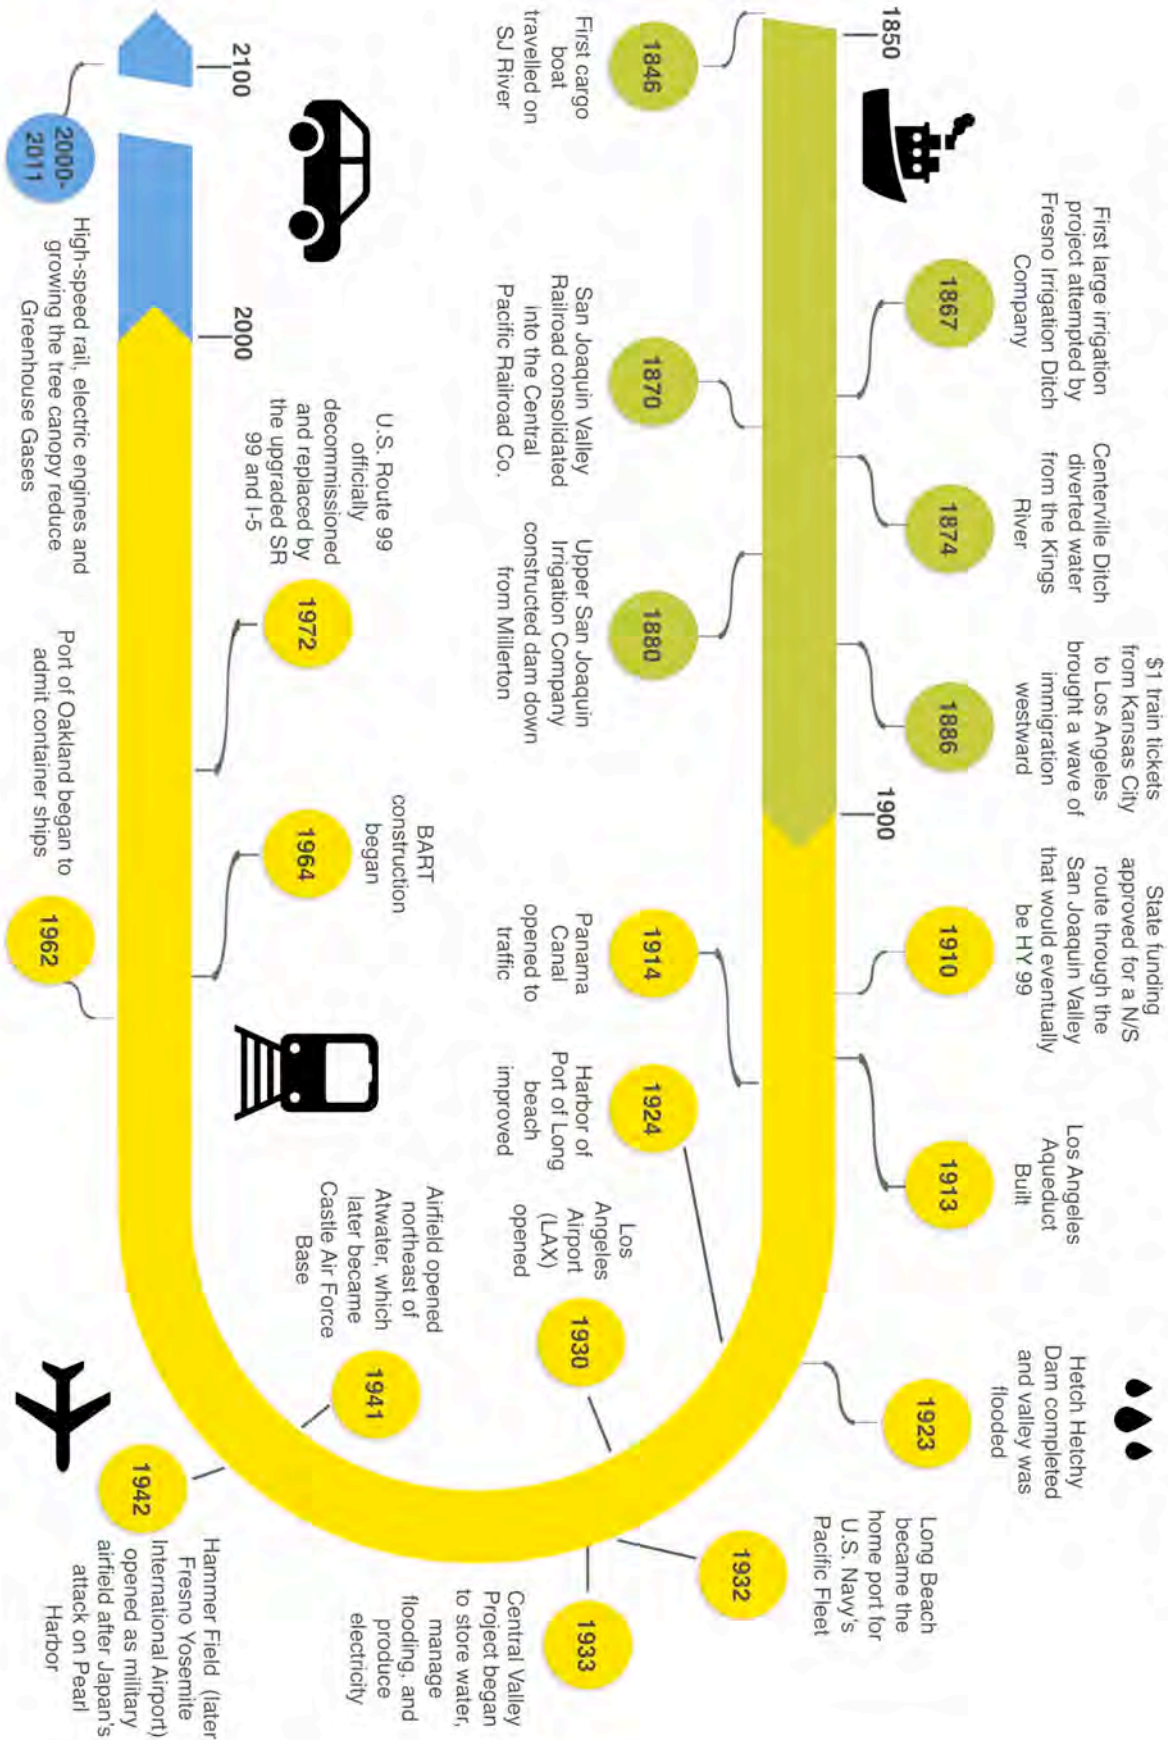 1850
1846
First cargo
boat
travelled on
SJ River
1867
First large irrigation
project attempted by
Fresno Irrigation Ditch
Company
1870
San Joaquin Valley
Railroad consolidated
into the Central
Pacific Railroad Co.
1874
Centerville Ditch
diverted water
from the Kings
River
1880
Upper San Joaquin
Irrigation Company
constructed dam down
from Millerton
1886
$1 train tickets
from Kansas City
to Los Angeles
brought a wave of
immigration
westward
1900
1910
State funding
approved for a N/S
route through the
San Joaquin Valley
that would eventually
be HY 99
1913
Los Angeles
Aqueduct
Built
1914
Panama
Canal
opened to
traffic
1923
Hetch Hetchy
Dam completed
and valley was
flooded
1924
Harbor of
Port of Long
beach
improved
1930
Los
Angeles
Airport
(LAX)
opened
1932
Long Beach
became the
home port for
U.S. Navy's
Pacific Fleet
1933
Central Valley
Project began
to store water,
manage
flooding, and
produce
electricity
1941
Airfield opened
northeast of
Atwater, which
later became
Castle Air Force
Base
1942
Hammer Field (later
Fresno Yosemite
International Airport)
opened as military
airfield after Japan's
attack on Pearl
Harbor
1962
Port of Oakland began to
admit container ships
1964
BART
construction
began
1972
U.S. Route 99
officially
decommissioned
and replaced by
the upgraded SR
99 and I-5
2000
2000-
2011
High-speed rail, electric engines and
growing the tree canopy reduce
Greenhouse Gases
2100